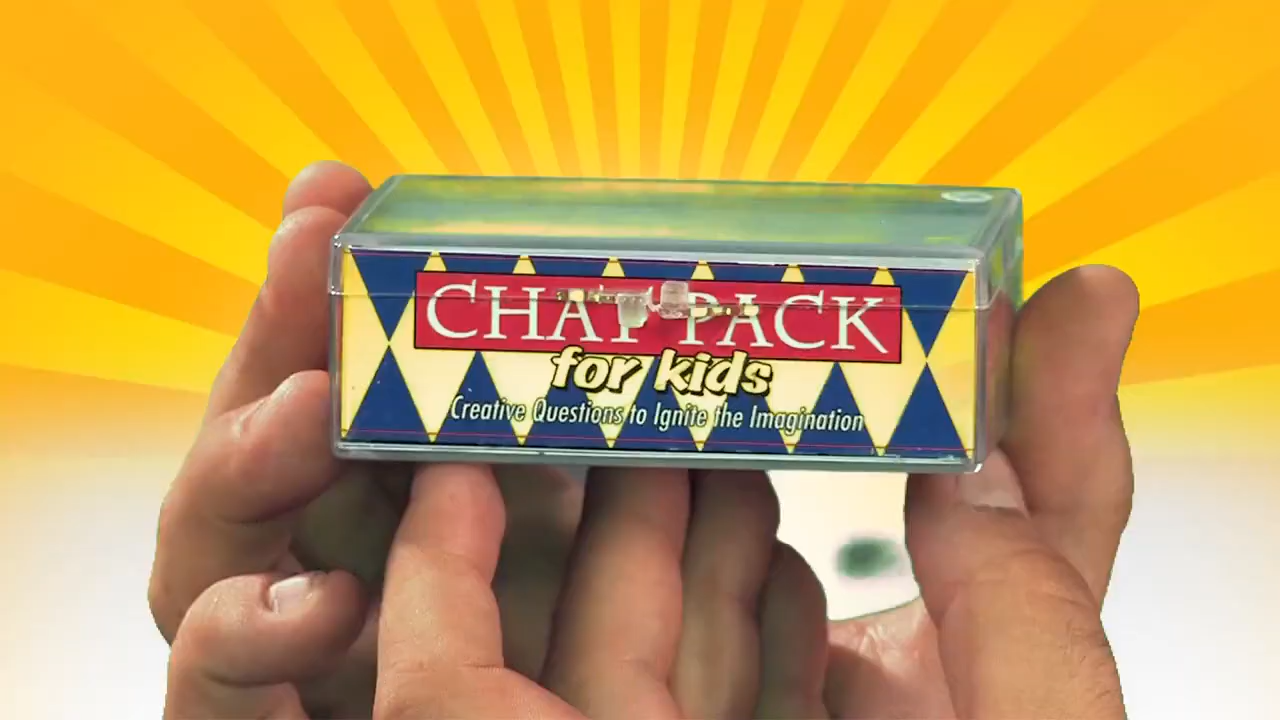 CHAT PACK
for kids
Creative Questions to Ignite the Imagination